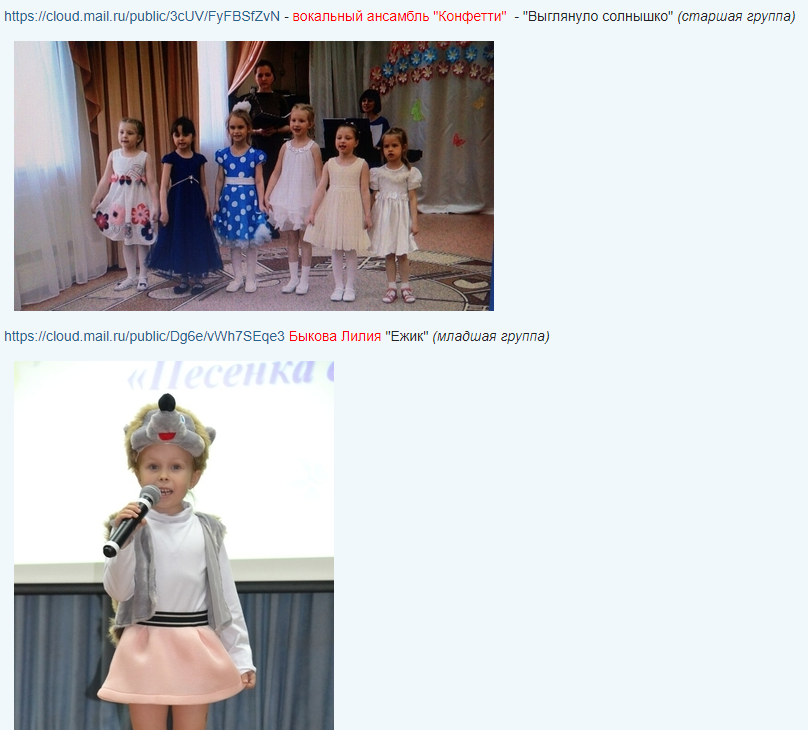 https://cloud.mail.ru/public/3cUV/FyFBSfZvN - вокальный ансамбль "Конфетти" - "Выглянуло солнышко" (старшая группа)
https://cloud.mail.ru/public/Dg6e/vWh7SEqe3 Быкова Лилия "Ежик" (младшая группа)
«Песенка